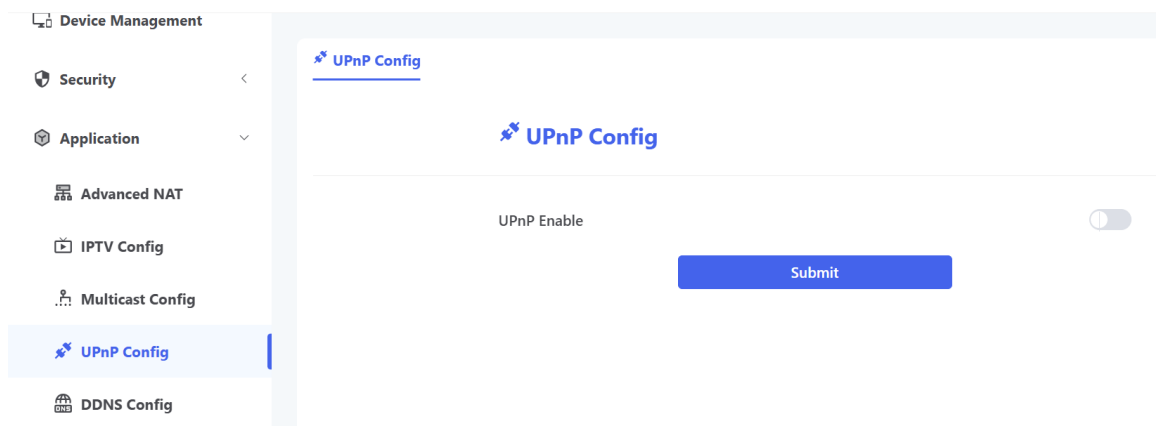 Device Management
Security
Application
Advanced NAT
IPTV Config
Multicast Config
UPnP Config
DNS
DDNS Config
UPnP Config
UPnP Config
UPnP Enable
Submit